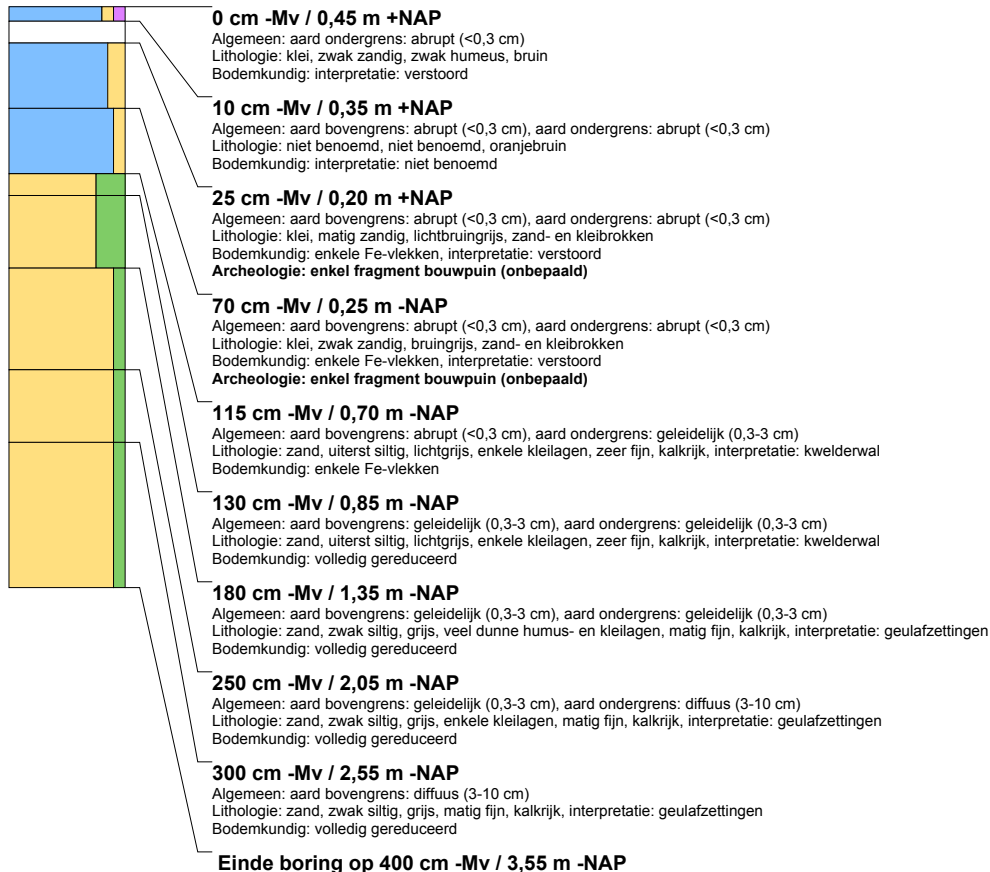 0 cm -Mv / 0,45 m +NAP
Algemeen: aard ondergrens: abrupt (<0,3 cm)
Lithologie: klei, zwak zandig, zwak humeus, bruin
Bodemkundig: interpretatie: verstoord
10 cm -Mv / 0,35 m +NAP
Algemeen: aard bovengrens: abrupt (<0,3 cm), aard ondergrens: abrupt (<0,3 cm)
Lithologie: niet benoemd, niet benoemd, oranjebruin
Bodemkundig: interpretatie: niet benoemd
25 cm -Mv / 0,20 m +NAP
Algemeen: aard bovengrens: abrupt (<0,3 cm), aard ondergrens: abrupt (<0,3 cm)
Lithologie: klei, matig zandig, lichtbruingrijs, zand- en kleibrokken
Bodemkundig: enkele Fe-vlekken, interpretatie: verstoord
Archeologie: enkel fragment bouwpuin (onbepaald)
70 cm -Mv / 0,25 m -NAP
Algemeen: aard bovengrens: abrupt (<0,3 cm), aard ondergrens: abrupt (<0,3 cm)
Lithologie: klei, zwak zandig, bruingrijs, zand- en kleibrokken
Bodemkundig: enkele Fe-vlekken, interpretatie: verstoord
Archeologie: enkel fragment bouwpuin (onbepaald)
115 cm -Mv / 0,70 m -NAP
Algemeen: aard bovengrens: abrupt (<0,3 cm), aard ondergrens: geleidelijk (0,3-3 cm)
Lithologie: zand, uiterst siltig, lichtgrijs, enkele kleilagen, zeer fijn, kalkrijk, interpretatie: kwelderwal
Bodemkundig: enkele Fe-vlekken
130 cm -Mv / 0,85 m -NAP
Algemeen: aard bovengrens: geleidelijk (0,3-3 cm), aard ondergrens: geleidelijk (0,3-3 cm)
Lithologie: zand, uiterst siltig, lichtgrijs, enkele kleilagen, zeer fijn, kalkrijk, interpretatie: kwelderwal
Bodemkundig: volledig gereduceerd
180 cm -Mv / 1,35 m -NAP
Algemeen: aard bovengrens: geleidelijk (0,3-3 cm), aard ondergrens: geleidelijk (0,3-3 cm)
Lithologie: zand, zwak siltig, grijs, veel dunne humus- en kleilagen, matig fijn, kalkrijk, interpretatie: geulafzettingen
Bodemkundig: volledig gereduceerd
250 cm -Mv / 2,05 m -NAP
Algemeen: aard bovengrens: geleidelijk (0,3-3 cm), aard ondergrens: diffuus (3-10 cm)
Lithologie: zand, zwak siltig, grijs, enkele kleilagen, matig fijn, kalkrijk, interpretatie: geulafzettingen
Bodemkundig: volledig gereduceerd
300 cm -Mv / 2,55 m -NAP
Algemeen: aard bovengrens: diffuus (3-10 cm)
Lithologie: zand, zwak siltig, grijs, matig fijn, kalkrijk, interpretatie: geulafzettingen
Bodemkundig: volledig gereduceerd
Einde boring op 400 cm -Mv / 3,55 m -NAP